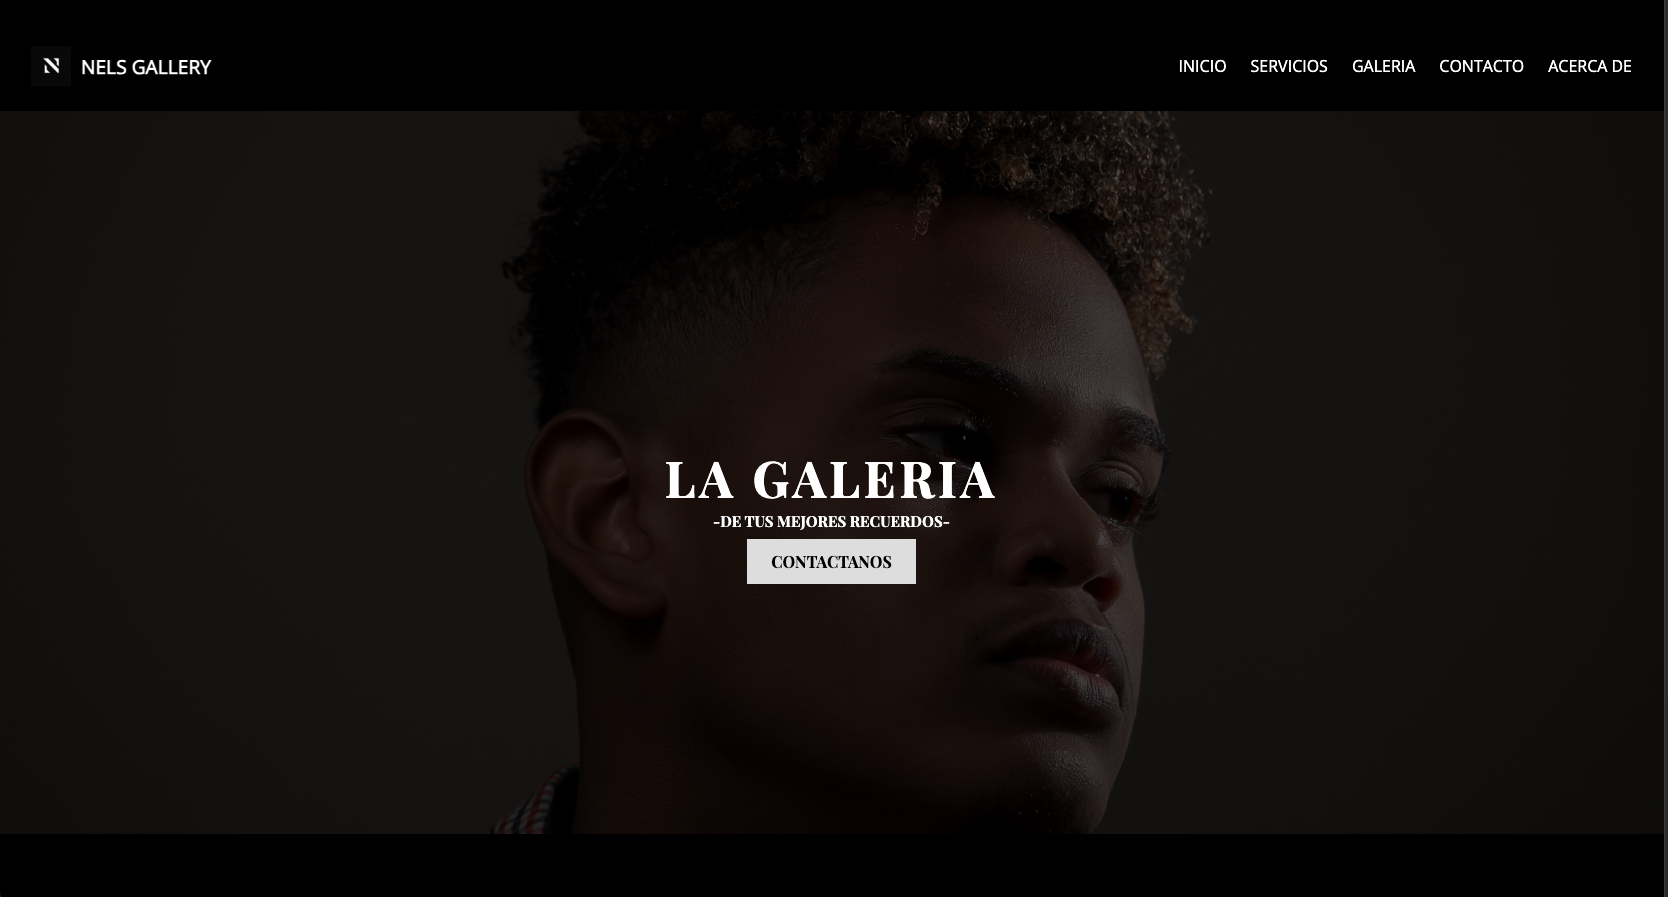 NELS GALLERY
INICIO SERVICIOS GALERIA CONTACTO ACERCA DE
LA GALERIA
-DE TUS MEJORES RECUERDOS-
CONTACTANOS